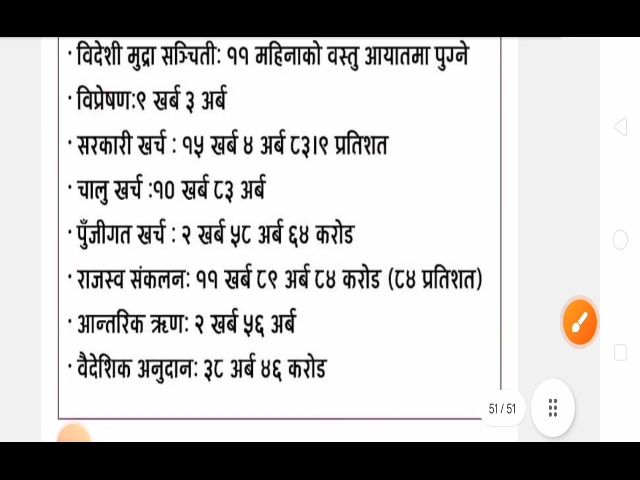 · विदेशी मुद्रा सञ्चिती: ११ महिनाको वस्तु आयातमा पुग्ने
· विप्रेषण:९ खर्ब ३ अर्ब
· सरकारी खर्च : १५ खर्ब ४ अर्ब ८३।९ प्रतिशत
· चालु खर्च :१० खर्ब ८३ अर्ब
· पुँजीगत खर्च : २ खर्ब ५८ अर्ब ६४ करोड
· राजस्व संकलन: ११ खर्ब ८९ अर्ब ८४ करोड (८४ प्रतिशत)
· आन्तरिक ऋण: २ खर्ब ५६ अर्ब
· वैदेशिक अनुदान: ३८ अर्ब ४६ करोड
51 / 51